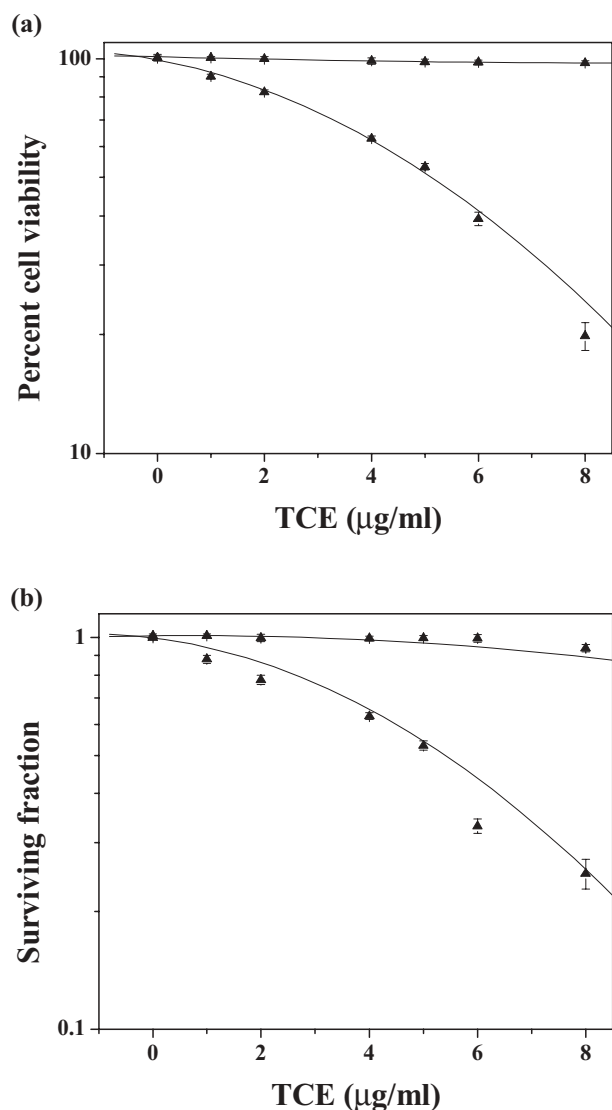 (a)
100
Percent cell viability
10
0 2 4 6 8
TCE (μg/ml)
(b)
1
Surviving fraction
0.1
0 2 4 6 8
TCE (μg/ml)